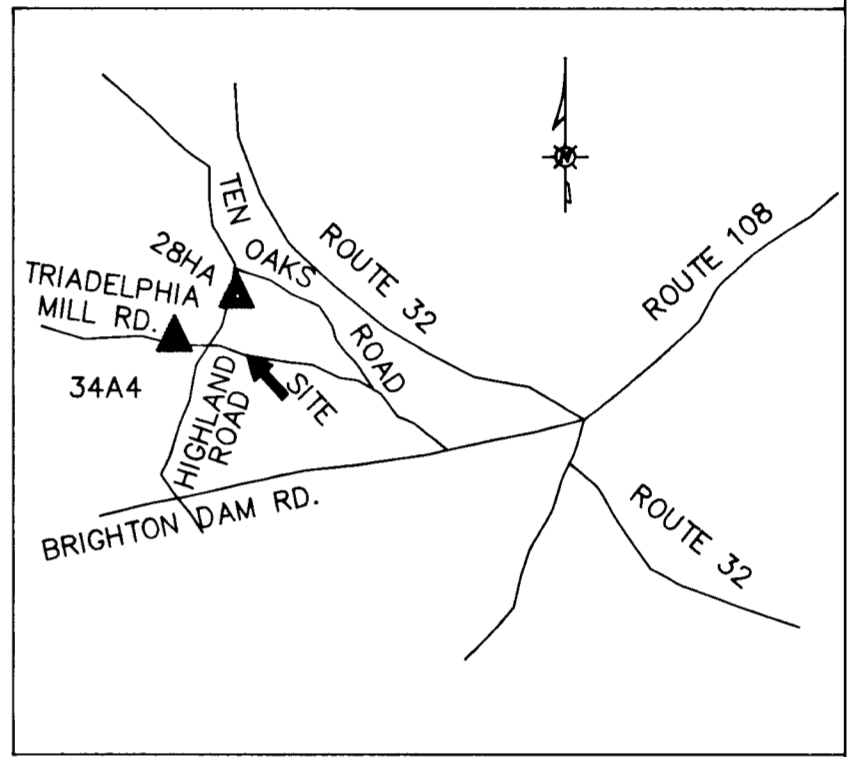 N
TEN OAKS ROAD
ROUTE 32
ROUTE 108
28HA
TRIADELPHIA
MILL RD.
34A4
HIGHLAND
ROAD
SITE
BRIGHTON DAM RD.
ROUTE 32